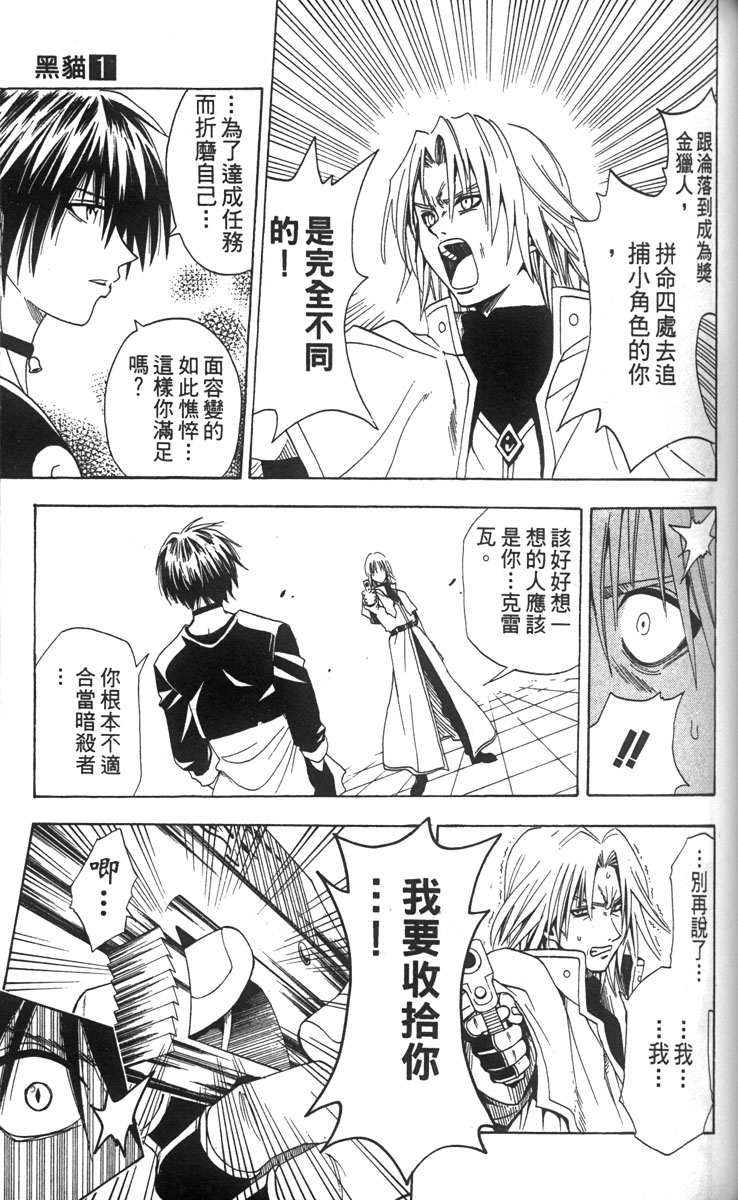 黑貓1
跟淪落到成為獎
金獵人，
拼命四處去追
捕小角色的你
，
是完全不同
的！
…為了達成任務
而折磨自己…
面容變的
如此憔悴…
這樣你滿足
嗎？
!!
該好好想一
想的人應該
是你…克雷
瓦。
你根本不適
合當暗殺者
…
…別再說了…
…我…
…我…
我要收拾你
……！
唧…